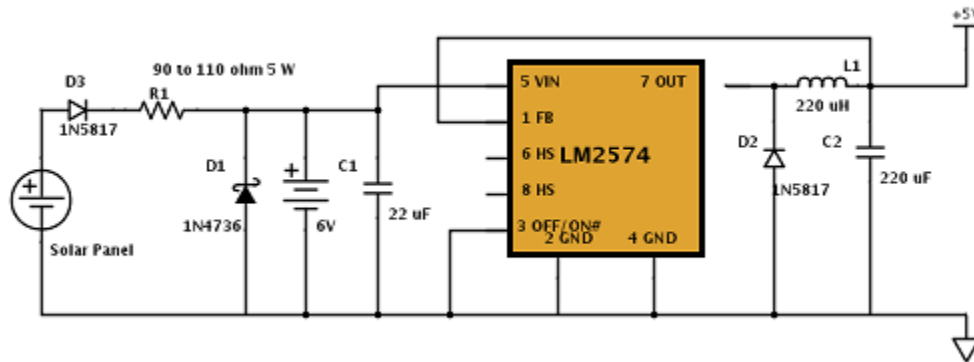 +5V
90 to 110 ohm 5 W
D3
R1
1N5817
L1
220 uH
5 VIN
7 OUT
1 FB
6 HS
LM2574
8 HS
3 OFF/ON#
2 GND
4 GND
D1
1N4736
+
6V
C1
22 uF
D2
1N5817
C2
220 uF
+
Solar Panel